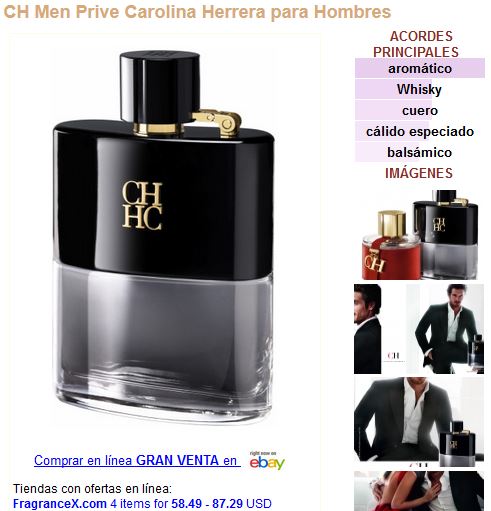 CH Men Prive Carolina Herrera para Hombres
ACORDES
PRINCIPALES
aromático
Whisky
cuero
cálido especiado
balsámico
IMÁGENES
CH
HC
CH
CH
Comprar en línea GRAN VENTA en
right now on
ebay
Tiendas con ofertas en línea:
FragranceX.com 4 items for 58.49 - 87.29 USD